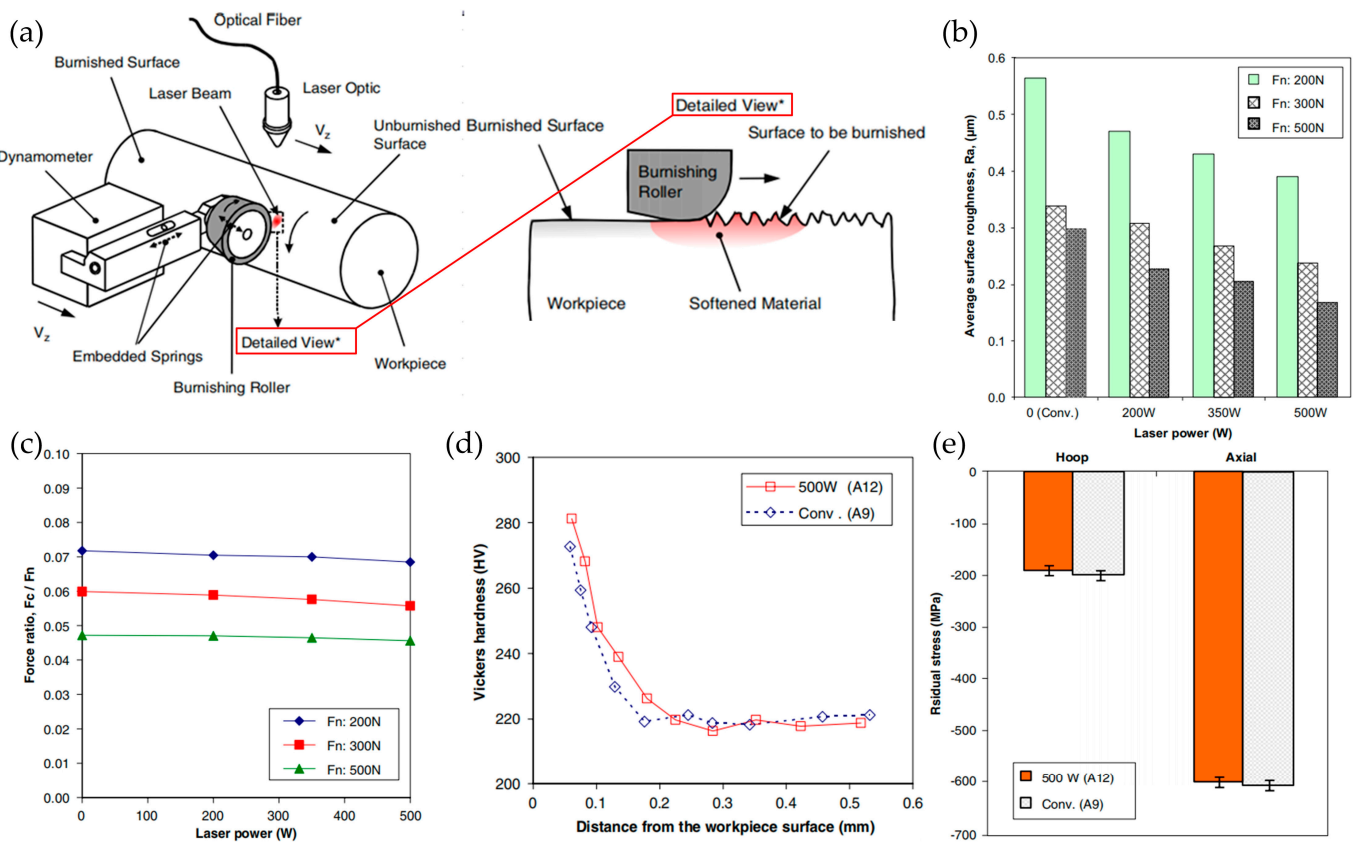 (a)
Optical Fiber
Burnished Surface
Laser Optic
Laser Beam
Vz
Dynamometer
Unburnished
Surface
Vz
Embedded Springs
Detailed View*
Burnishing Roller
Workpiece
Detailed View*
Burnished Surface
Surface to be burnished
Burnishing
Roller
Workpiece
Softened Material
(b)
Average surface roughness, Ra, (µm)
0.6
0.5
0.4
0.3
0.2
0.1
0.0
Fn: 200N
Fn: 300N
Fn: 500N
0 (Conv.) 200W 350W 500W
Laser power (W)
(c)
Force ratio, Fc / Fn
0.10
0.09
0.08
0.07
0.06
0.05
0.04
0.03
0.02
0.01
0.00
Fn: 200N
Fn: 300N
Fn: 500N
0 100 200 300 400 500
Laser power (W)
(d)
Vickers hardness (HV)
300
280
260
240
220
200
500W (A12)
Conv . (A9)
0 0.1 0.2 0.3 0.4 0.5 0.6
Distance from the workpiece surface (mm)
(e)
Hoop Axial
Rsidual stress (MPa)
0
-100
-200
-300
-400
-500
-600
-700
500 W (A12)
Conv. (A9)